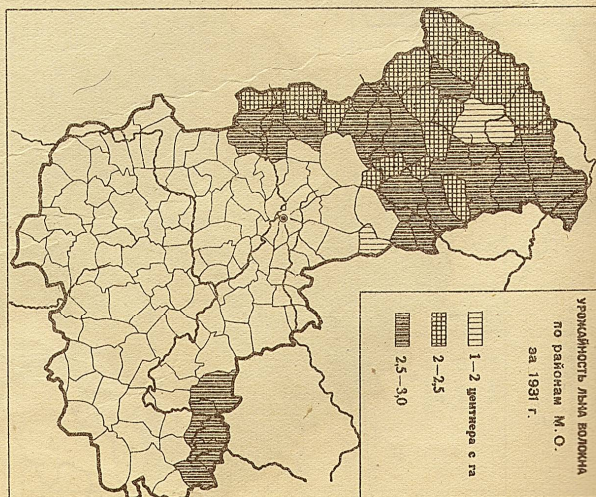 УРОЖАЙНОСТЬ ЛЬНА ВОЛОКНА
по районам М.О.
за 1931 г.
1–2 центнера с га
2–2,5
2,5–3,0